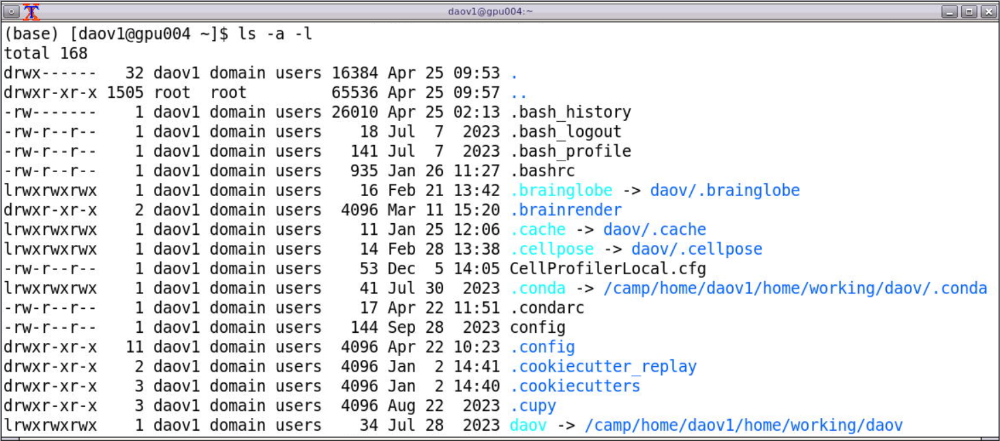 daov1@gpu004:~
(base) [daov1@gpu004 ~]$ ls -a -l
total 168
drwx------   32 daov1 domain users 16384 Apr 25 09:53 .
drwxr-xr-x 1505 root  root         65536 Apr 25 09:57 ..
-rw-------    1 daov1 domain users 26010 Apr 25 02:13 .bash_history
-rw-r--r--    1 daov1 domain users    18 Jul  7  2023 .bash_logout
-rw-r--r--    1 daov1 domain users   141 Jul  7  2023 .bash_profile
-rw-r--r--    1 daov1 domain users   935 Jan 26 11:27 .bashrc
lrwxrwxrwx    1 daov1 domain users    16 Feb 21 13:42 .brainglobe -> daov/.brainglobe
drwxr-xr-x    2 daov1 domain users  4096 Mar 11 15:20 .brainrender
lrwxrwxrwx    1 daov1 domain users    11 Jan 25 12:06 .cache -> daov/.cache
lrwxrwxrwx    1 daov1 domain users    14 Feb 28 13:38 .cellpose -> daov/.cellpose
-rw-r--r--    1 daov1 domain users    53 Dec  5 14:05 CellProfilerLocal.cfg
lrwxrwxrwx    1 daov1 domain users    41 Jul 30  2023 .conda -> /camp/home/daov1/home/working/daov/.conda
-rw-r--r--    1 daov1 domain users    17 Apr 22 11:51 .condarc
-rw-r--r--    1 daov1 domain users   144 Sep 28  2023 config
drwxr-xr-x   11 daov1 domain users  4096 Apr 22 10:23 .config
drwxr-xr-x    2 daov1 domain users  4096 Jan  2 14:41 .cookiecutter_replay
drwxr-xr-x    3 daov1 domain users  4096 Jan  2 14:40 .cookiecutters
drwxr-xr-x    3 daov1 domain users  4096 Aug 22  2023 .cupy
lrwxrwxrwx    1 daov1 domain users    34 Jul 28  2023 daov -> /camp/home/daov1/home/working/daov